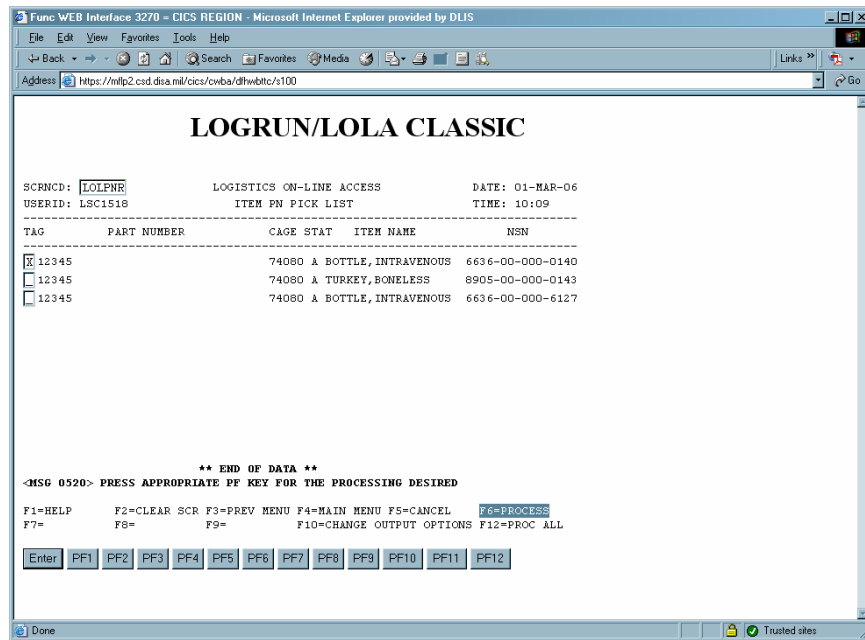 Func WEB Interface 3270 = CICS REGION - Microsoft Internet Explorer provided by DLIS
File Edit View Favorites Tools Help
Back Search Favorites Media Links »
Address https://mflp2.csd.disa.mil/cics/cwba/dfhwbttc/s100 Go
LOGRUN/LOLA CLASSIC
SCRNCD: LOLPNR LOGISTICS ON-LINE ACCESS DATE: 01-MAR-06
USERID: LSC1518 ITEM PN PICK LIST TIME: 10:09
TAG PART NUMBER CAGE STAT ITEM NAME NSN
X 12345 74080 A BOTTLE,INTRAVENOUS 6636-00-000-0140
_ 12345 74080 A TURKEY,BONELESS 8905-00-000-0143
_ 12345 74080 A BOTTLE,INTRAVENOUS 6636-00-000-6127
** END OF DATA **
<MSG 0520> PRESS APPROPRIATE PF KEY FOR THE PROCESSING DESIRED
F1=HELP F2=CLEAR SCR F3=PREV MENU F4=MAIN MENU F5=CANCEL F6=PROCESS
F7= F8= F9= F10=CHANGE OUTPUT OPTIONS F12=PROC ALL
Enter PF1 PF2 PF3 PF4 PF5 PF6 PF7 PF8 PF9 PF10 PF11 PF12
Done Trusted sites